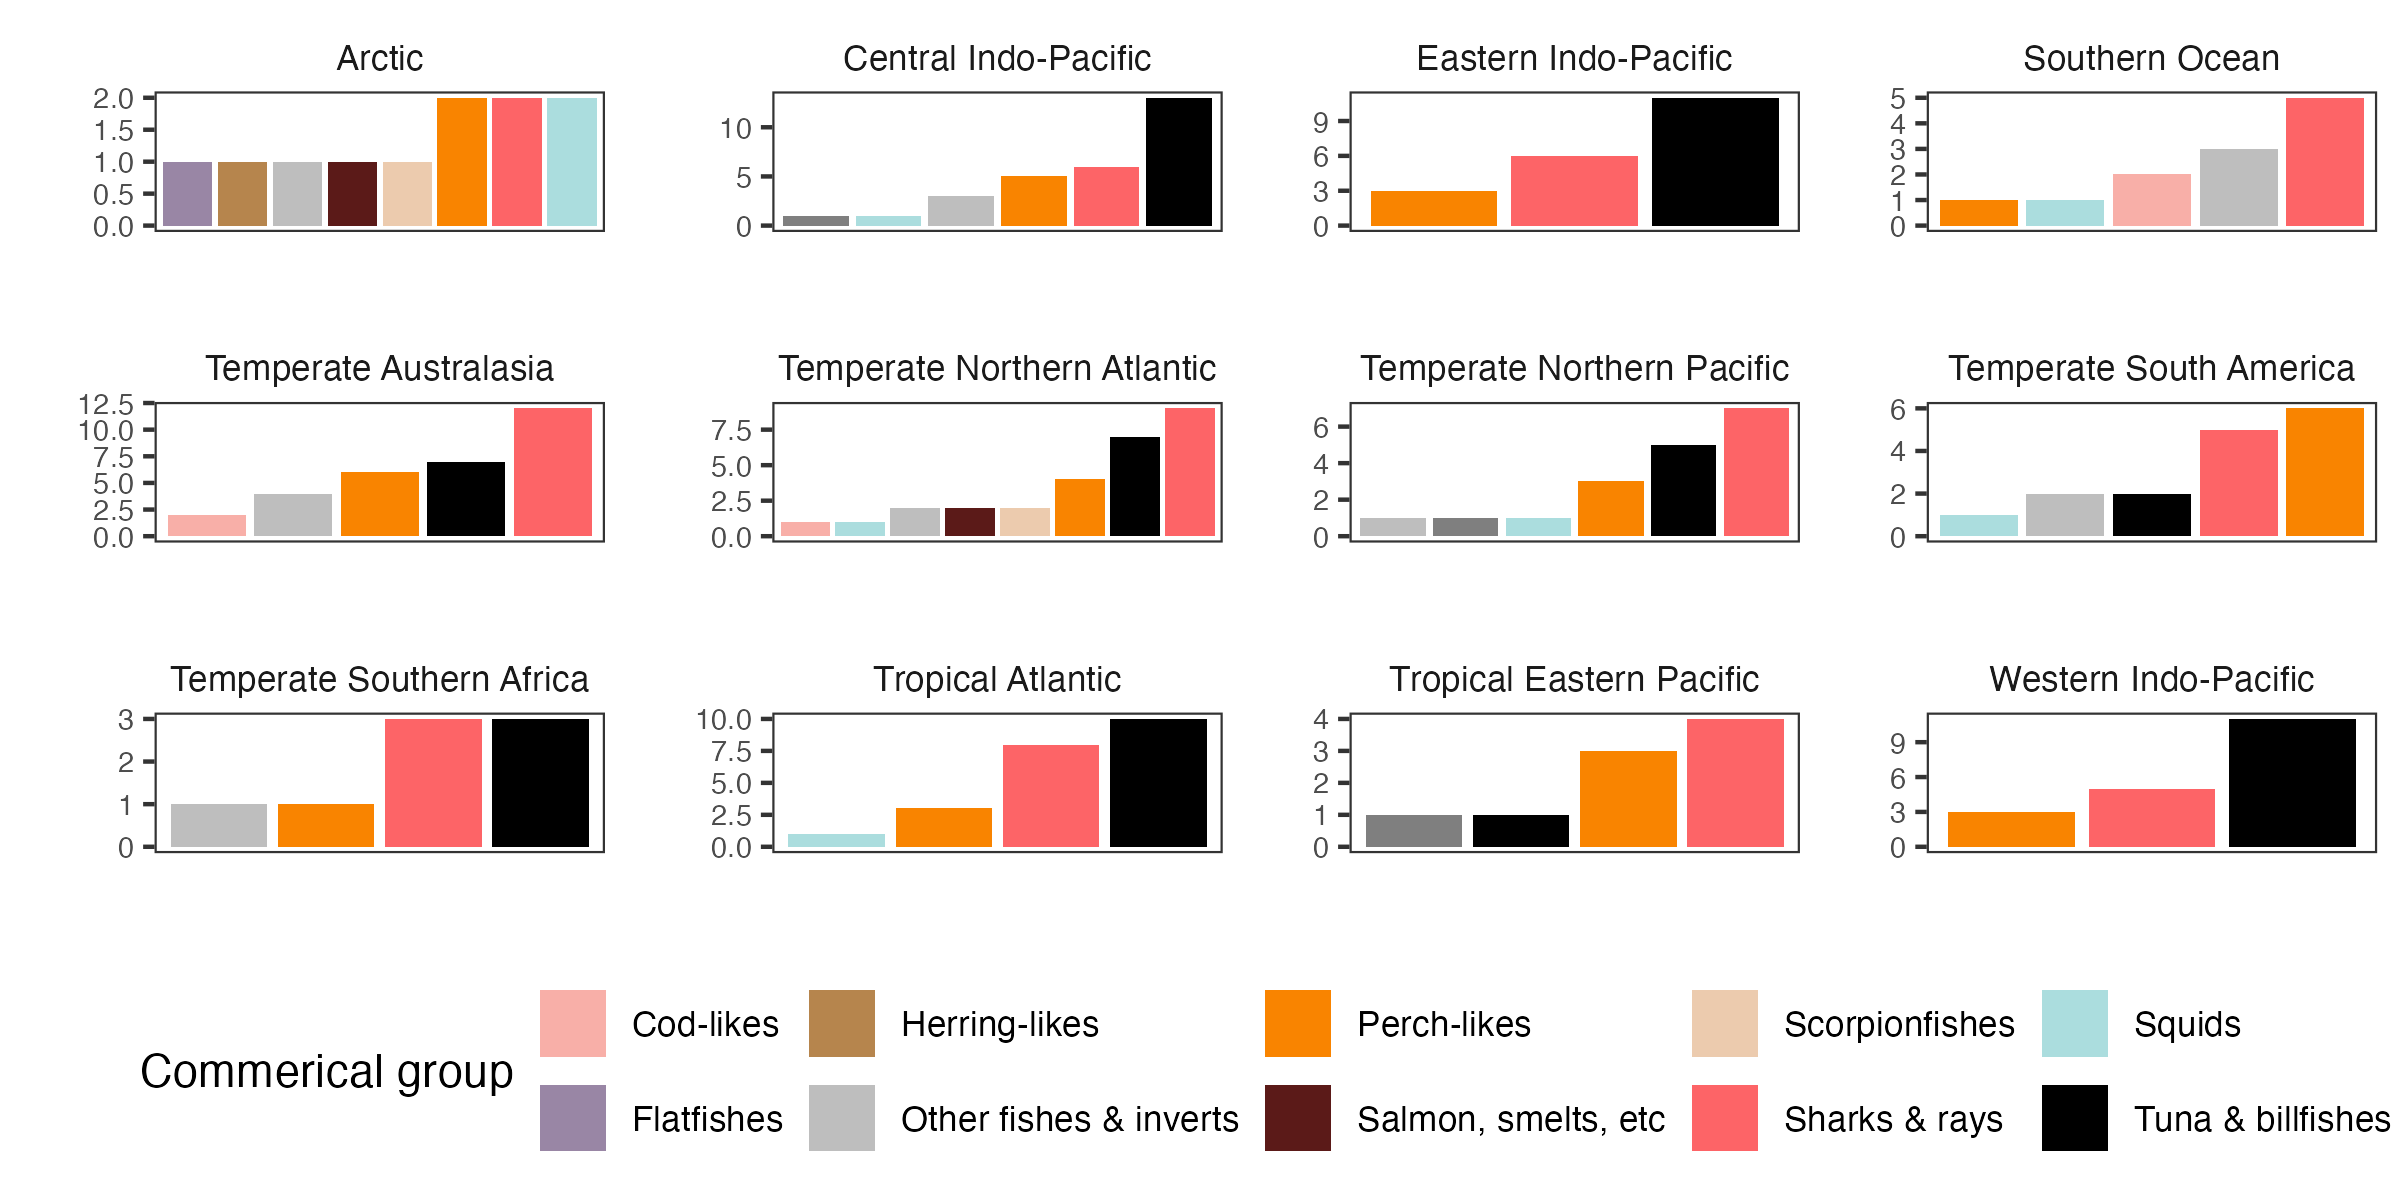 Arctic
2.0
1.5
1.0
0.5
0.0
Central Indo-Pacific
10
5
0
Eastern Indo-Pacific
9
6
3
0
Southern Ocean
5
4
3
2
1
0
Temperate Australasia
12.5
10.0
7.5
5.0
2.5
0.0
Temperate Northern Atlantic
7.5
5.0
2.5
0.0
Temperate Northern Pacific
6
4
2
0
Temperate South America
6
4
2
0
Temperate Southern Africa
3
2
1
0
Tropical Atlantic
10.0
7.5
5.0
2.5
0.0
Tropical Eastern Pacific
4
3
2
1
0
Western Indo-Pacific
9
6
3
0
Commerical group
Cod-likes
Herring-likes
Perch-likes
Scorpionfishes
Squids
Flatfishes
Other fishes & inverts
Salmon, smelts, etc
Sharks & rays
Tuna & billfishes